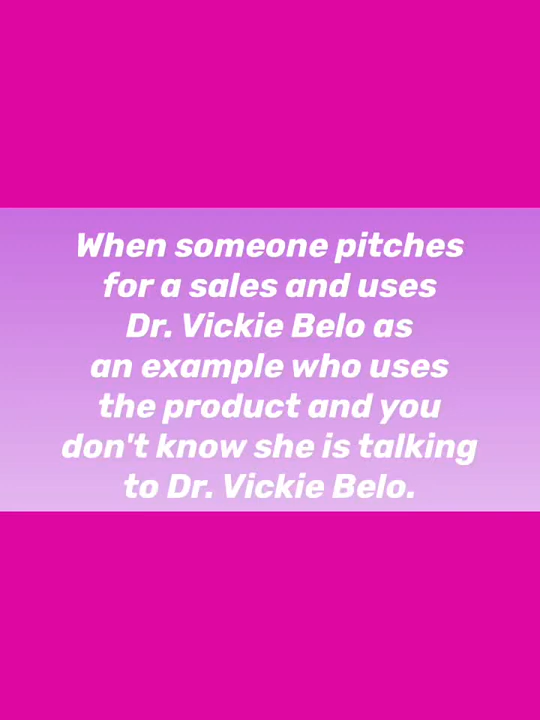 When someone pitches
for a sales and uses
Dr. Vickie Belo as
an example who uses
the product and you
don't know she is talking
to Dr. Vickie Belo.